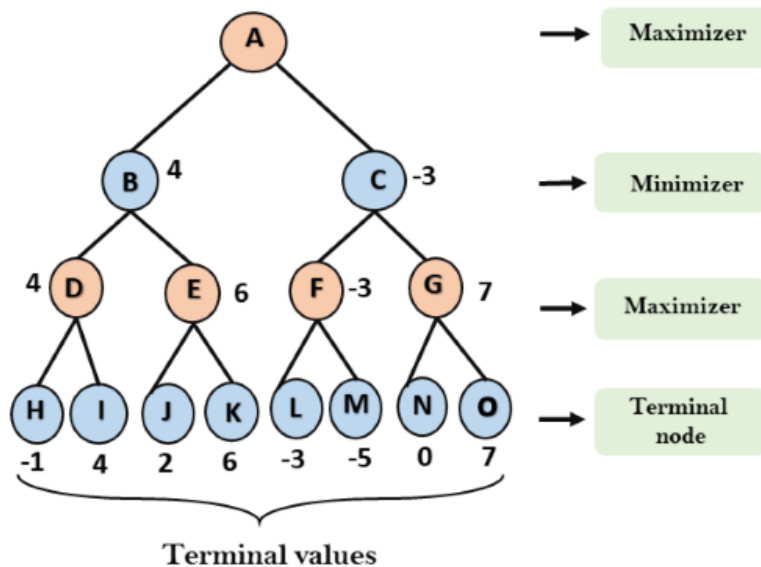 A
Maximizer
B 4
C -3
Minimizer
4 D
E 6
F -3
G 7
Maximizer
H I J K L M N O
Terminal
node
-1 4 2 6 -3 -5 0 7
Terminal values